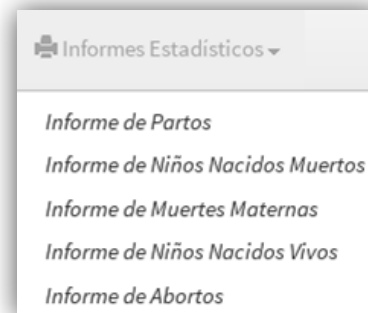 Informes Estadísticos
Informe de Partos
Informe de Niños Nacidos Muertos
Informe de Muertes Maternas
Informe de Niños Nacidos Vivos
Informe de Abortos